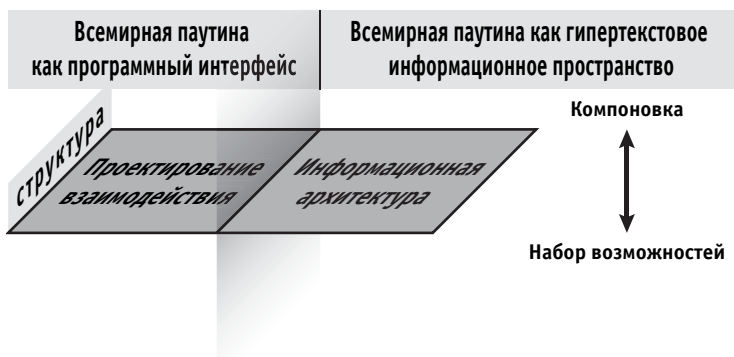 Всемирная паутина
как программный интерфейс
Всемирная паутина как гипертекстовое
информационное пространство
структура
Проектирование
взаимодействия
Информационная
архитектура
Компоновка
Набор возможностей